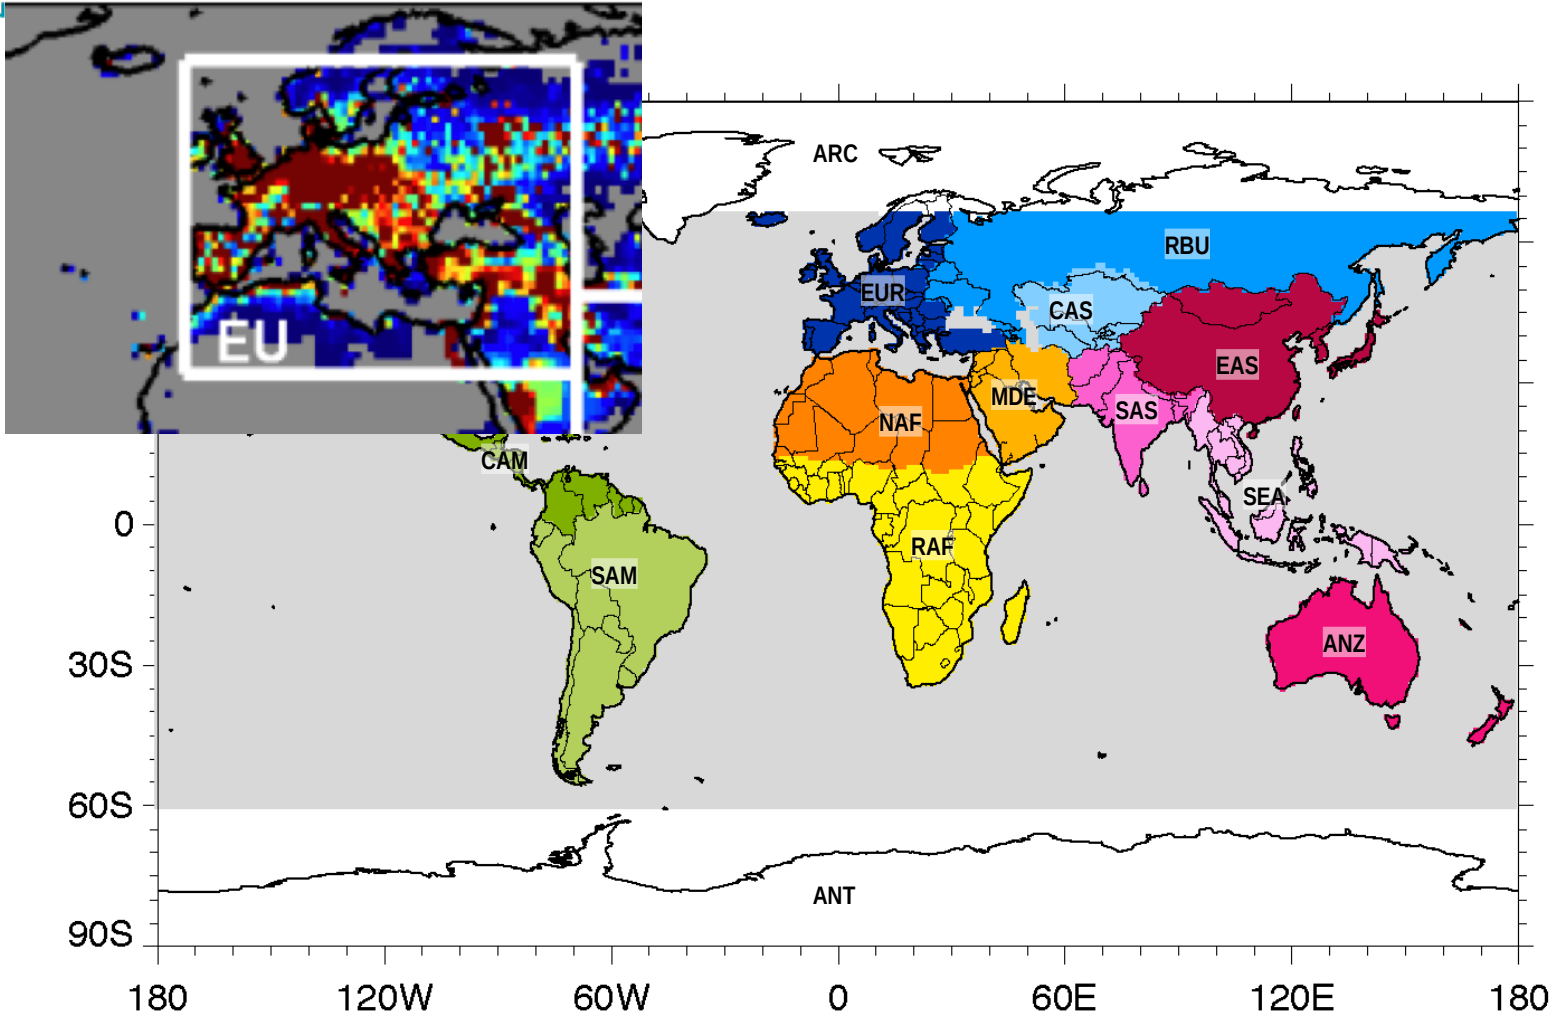 EU
ARC
RBU
EUR
CAS
EAS
MDE
SAS
NAF
CAM
SEA
0
RAF
SAM
ANZ
30S
60S
ANT
90S
180 120W 60W 0 60E 120E 180